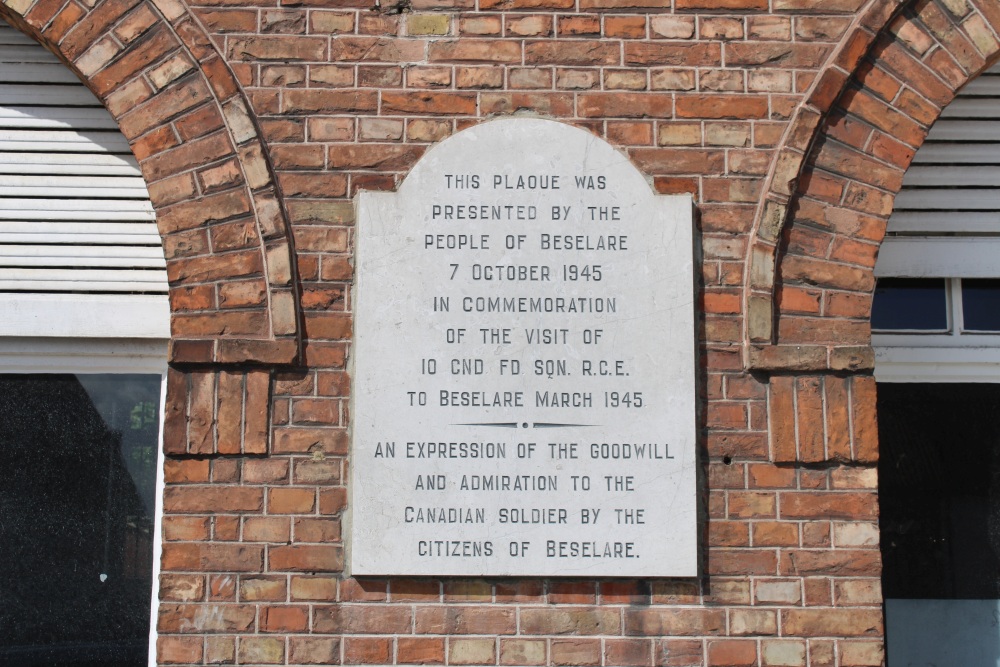 THIS PLAQUE WAS
PRESENTED BY THE
PEOPLE OF BESELARE
7 OCTOBER 1945
IN COMMEMORATION
OF THE VISIT OF
10 CND FD SQN. R.C.E.
TO BESELARE MARCH 1945
AN EXPRESSION OF THE GOODWILL
AND ADMIRATION TO THE
CANADIAN SOLDIER BY THE
CITIZENS OF BESELARE.